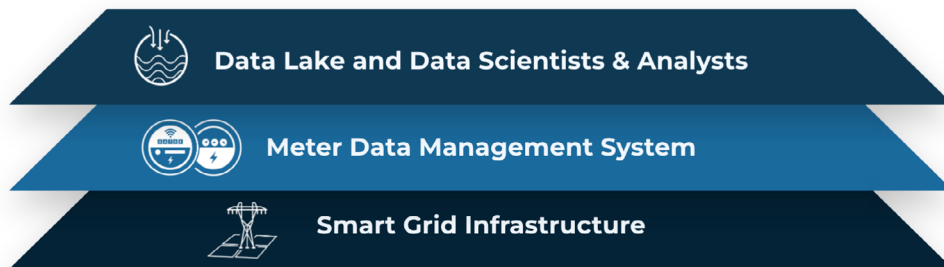 Data Lake and Data Scientists & Analysts
Meter Data Management System
Smart Grid Infrastructure